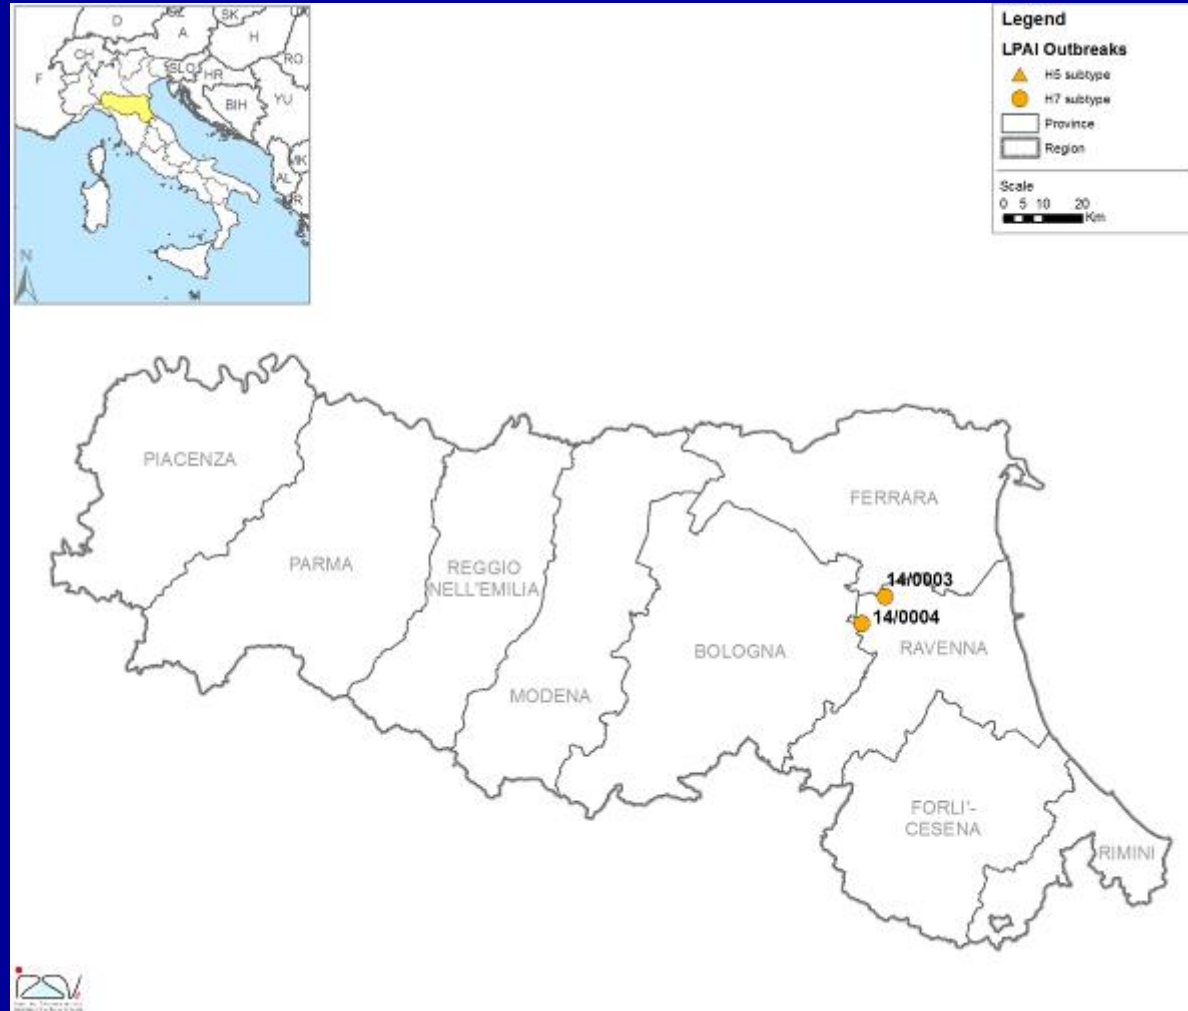 D
SK
A
H
CH
RO
F
SLO
HR
BIH
YU
MK
AL
N
M
Legend
LPAI Outbreaks
H5 subtype
H7 subtype
Province
Region
Scale
0 5 10 20
Km
PIACENZA
FERRARA
PARMA
REGGIO
NELL'EMILIA
14/0003
14/0004
BOLOGNA
RAVENNA
MODENA
FORLI'-
CESENA
RIMINI